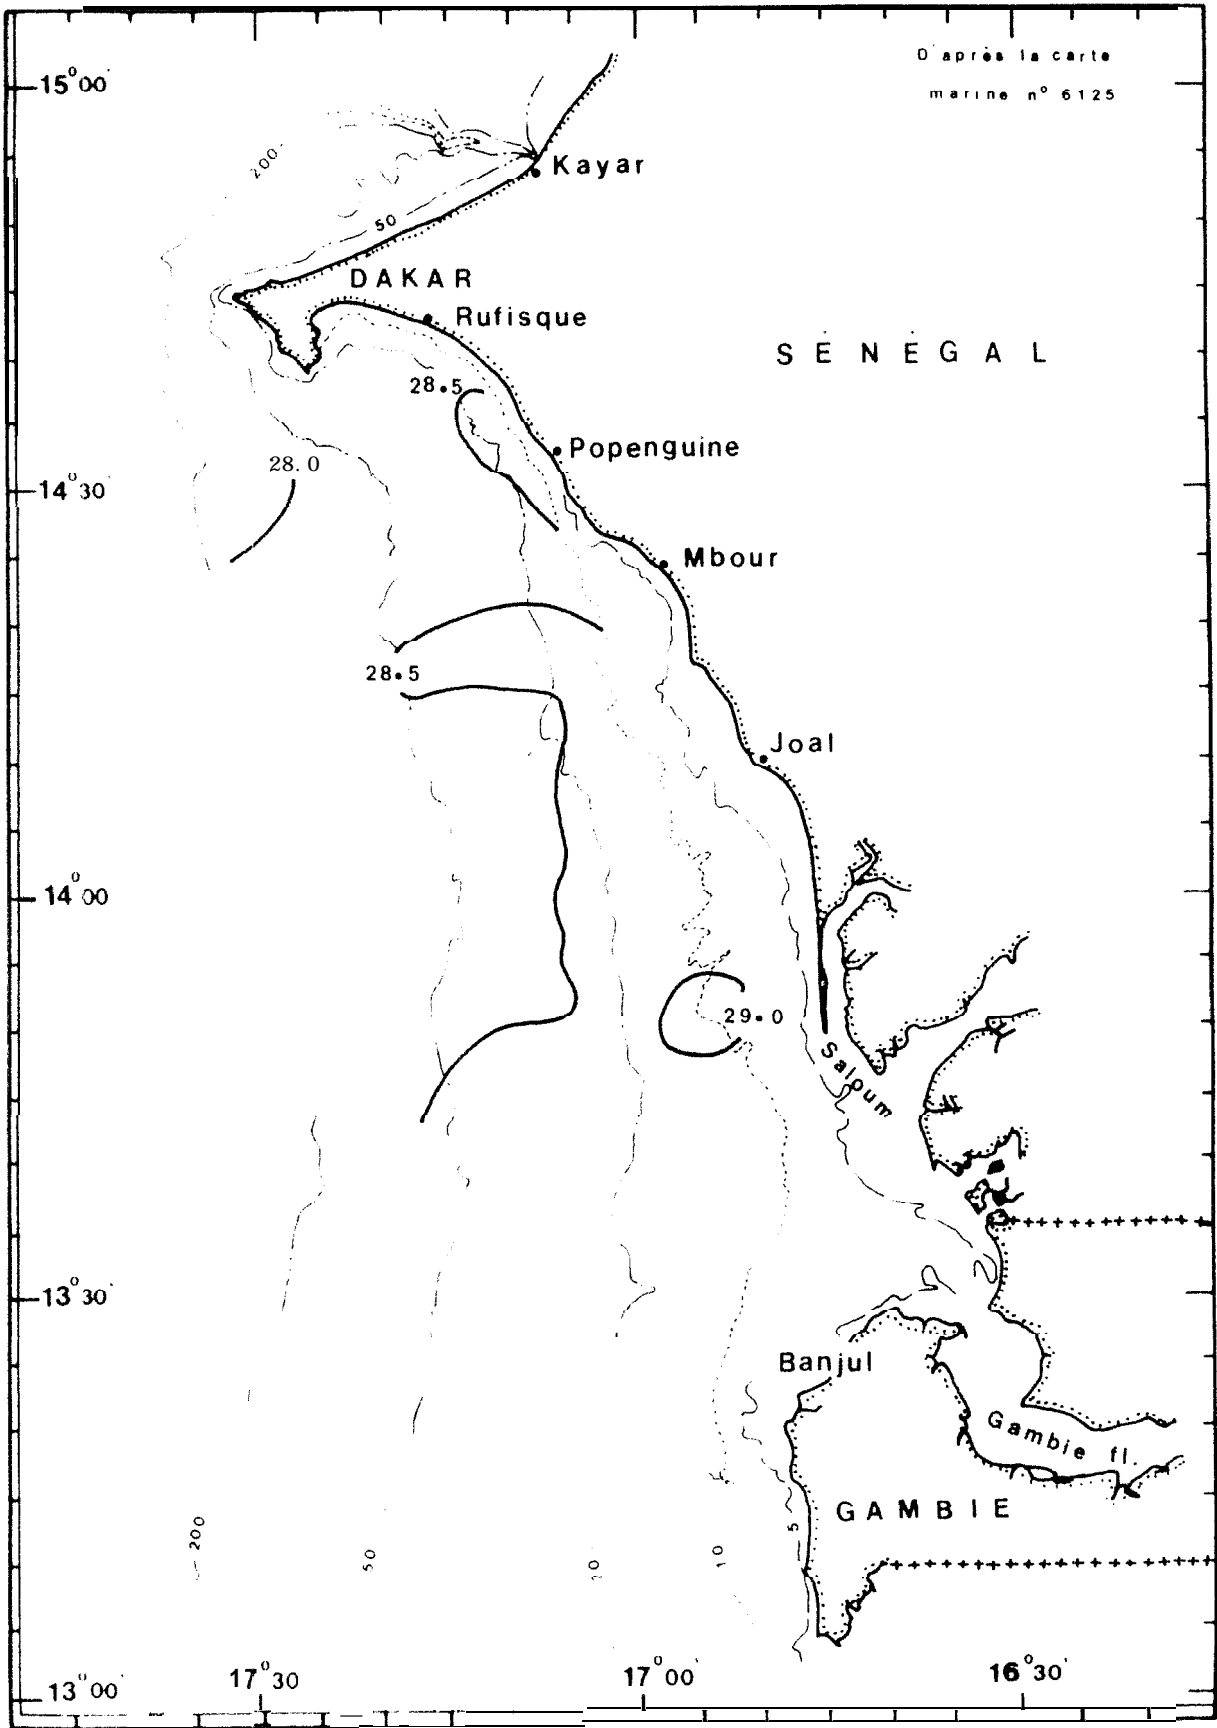 D'après la carte
marine n° 6125
15°00'
200
Kayar
50
DAKAR
Rufisque
SÉNÉGAL
28.5
Popenguine
28.0
14°30'
Mbour
28.5
Joal
14°00'
29.0
Saloum
13°30'
Banjul
Gambie fl.
GAMBIE
200
50
20
10
5
17°30'
17°00'
16°30'
13°00'